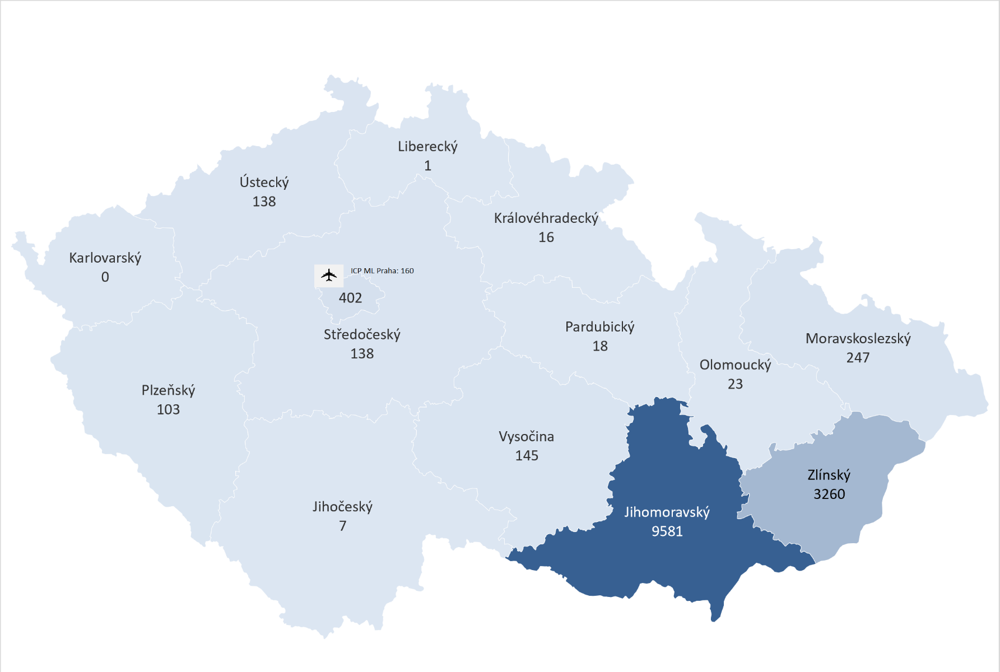 Liberecký
1
Ústecký
138
Královéhradecký
16
Karlovarský
0
ICP ML Praha: 160
402
Středočeský
138
Pardubický
18
Moravskoslezský
247
Olomoucký
23
Plzeňský
103
Vysočina
145
Zlínský
3260
Jihočeský
7
Jihomoravský
9581